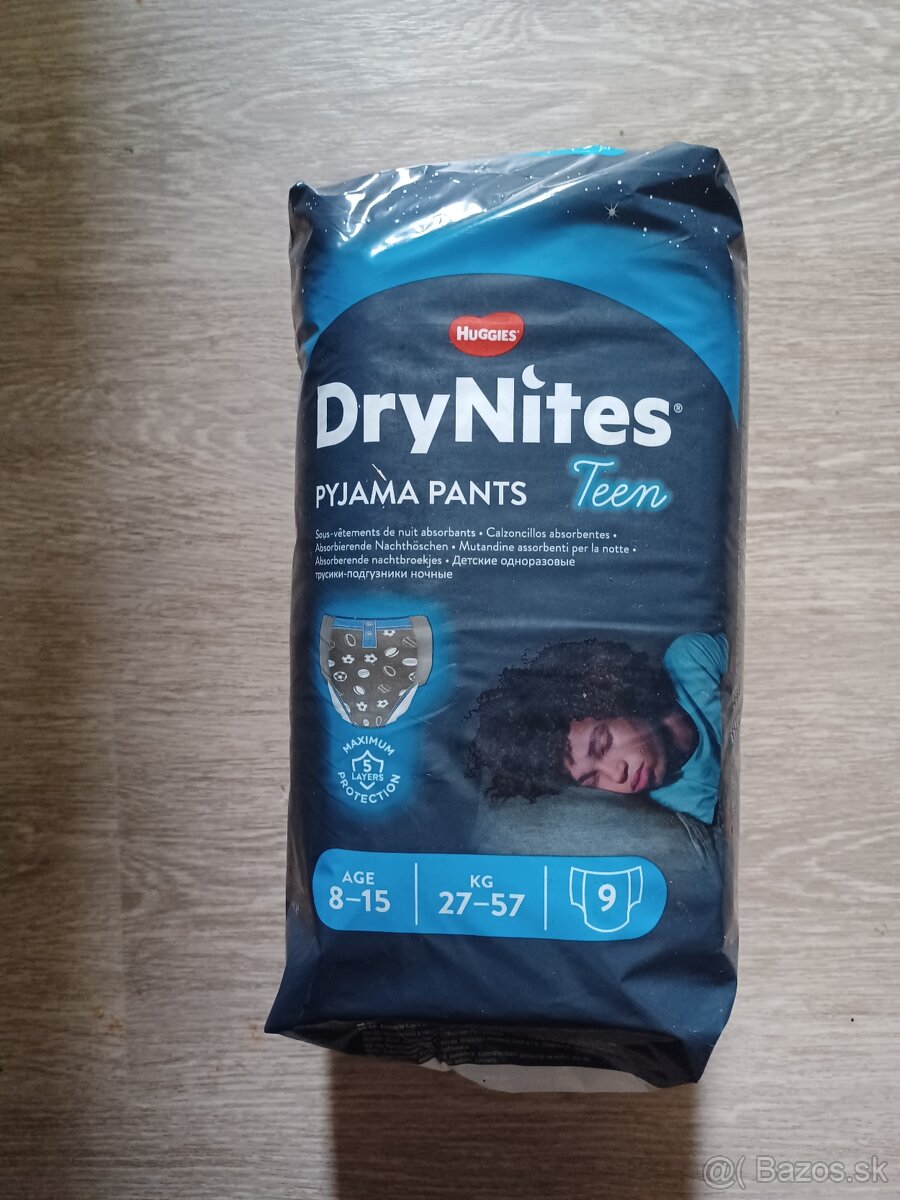 HUGGIES®
DryNites®
PYJAMA PANTS Teen
Sous-vêtements de nuit absorbants • Calzoncillos absorbentes •
Absorbierende Nachthöschen • Mutandine assorbenti per la notte •
Absorberende nachtbroekjes • Детские одноразовые
трусики-подгузники ночные
MAXIMUM
5
LAYERS
PROTECTION
AGE
8–15
KG
27–57
9
@( Bazos.sk